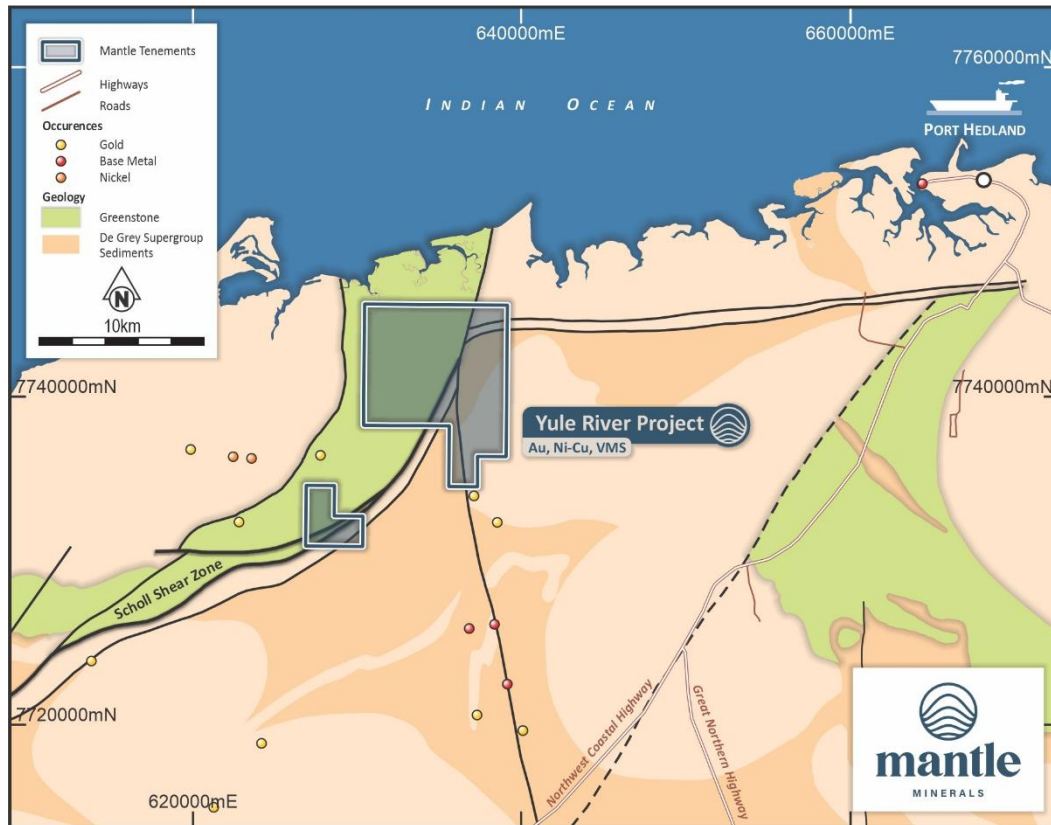 640000mE
660000mE
7760000mN
Mantle Tenements
Highways
Roads
Occurences
Gold
Base Metal
Nickel
Geology
Greenstone
De Grey Supergroup
Sediments
N
10km
INDIAN OCEAN
PORT HEDLAND
7740000mN
7740000mN
Yule River Project
Au, Ni-Cu, VMS
Scholl Shear Zone
7720000mN
Northwest Coastal Highway
Great Northern Highway
620000mE
mantle
MINERALS